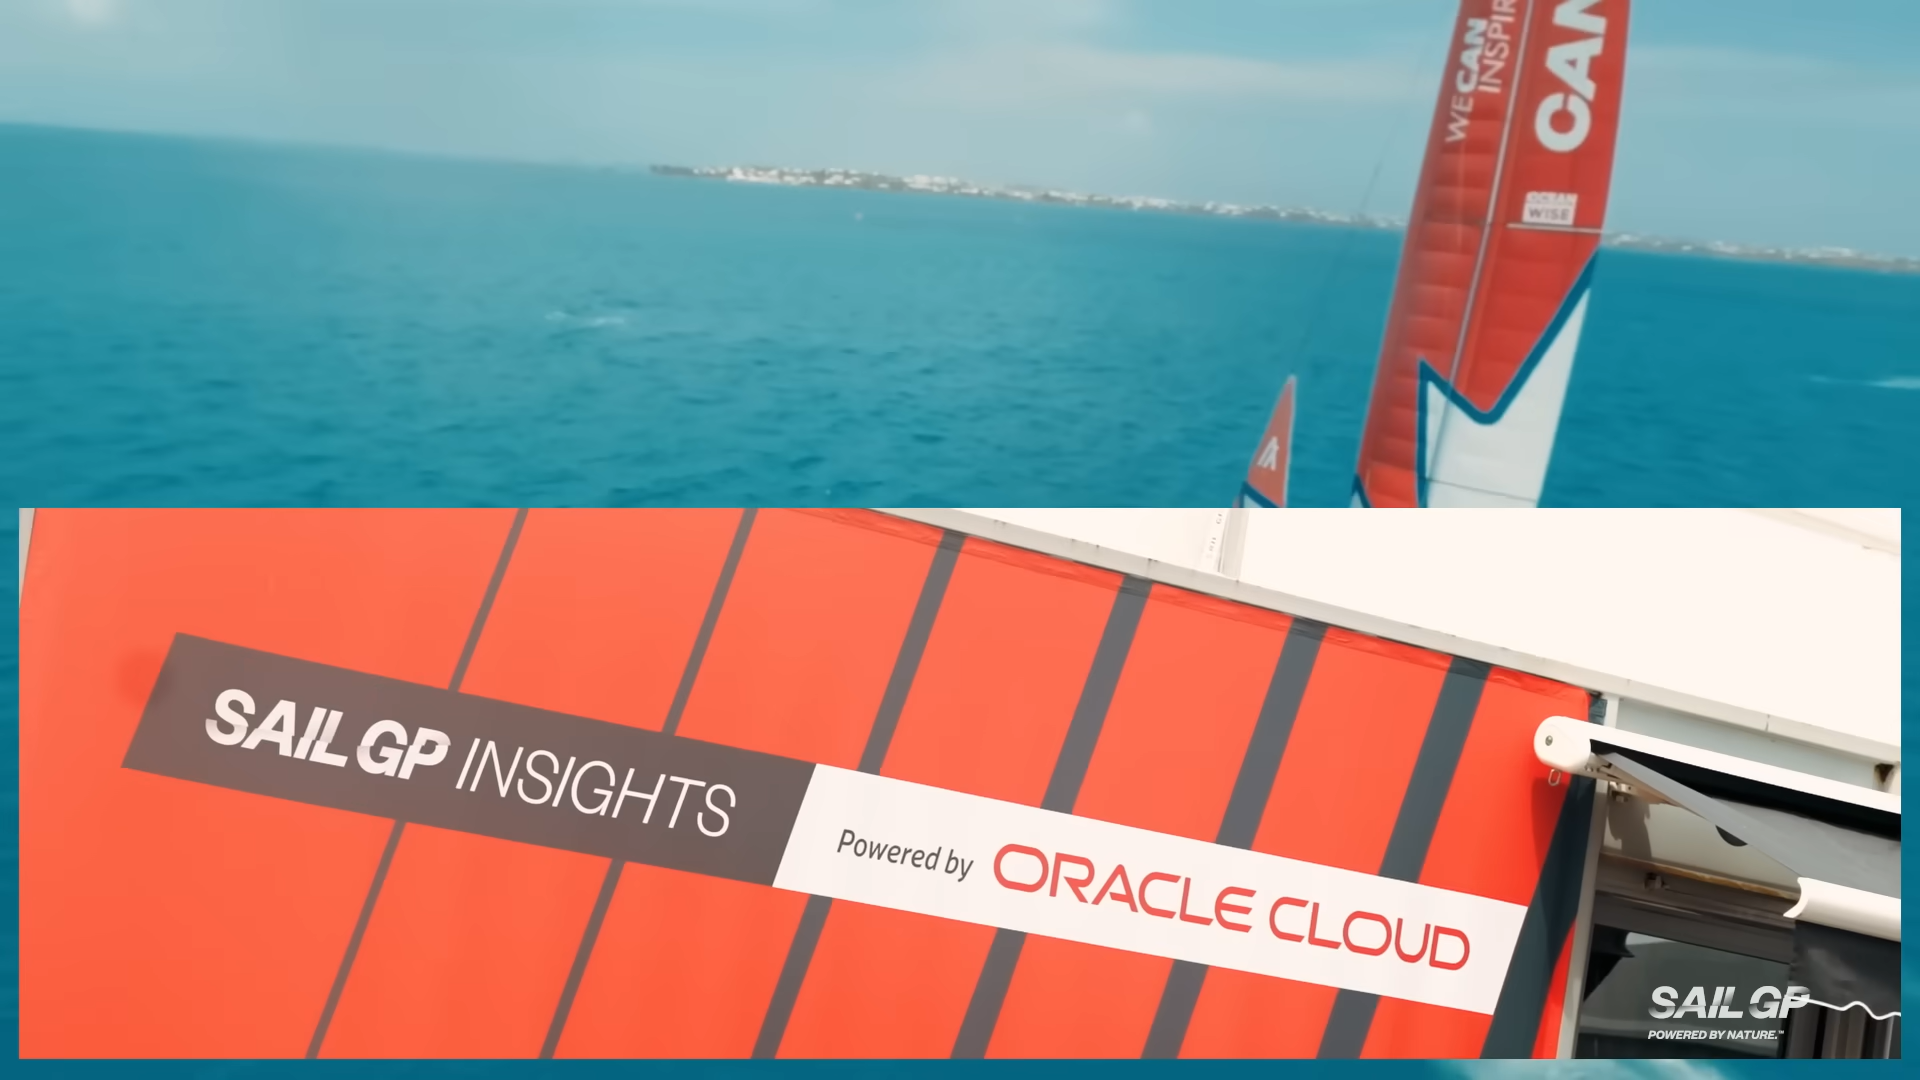 WE CAN
INSPIR
CAN
OCEAN
WISE
SAIL GP INSIGHTS
Powered by ORACLE CLOUD
SAIL GP
POWERED BY NATURE.™